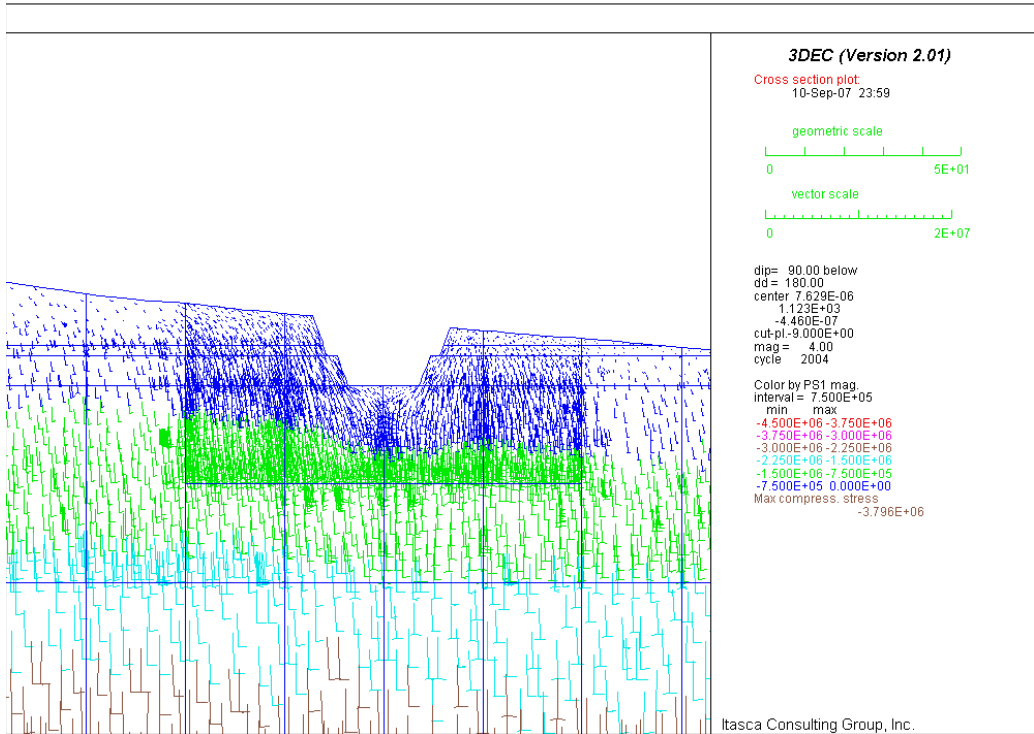 3DEC (Version 2.01)
Cross section plot:
10-Sep-07 23:59
geometric scale
0 5E+01
vector scale
0 2E+07
dip= 90.00 below
dd = 180.00
center 7.629E-06
1.123E+03
-4.460E-07
cut-pl.-9.000E+00
mag = 4.00
cycle 2004
Color by PS1 mag.
interval = 7.500E+05
min max
-4.500E+06 -3.750E+06
-3.750E+06 -3.000E+06
-3.000E+06 -2.250E+06
-2.250E+06 -1.500E+06
-1.500E+06 -7.500E+05
-7.500E+05 0.000E+00
Max compress. stress
-3.796E+06
Itasca Consulting Group, Inc.